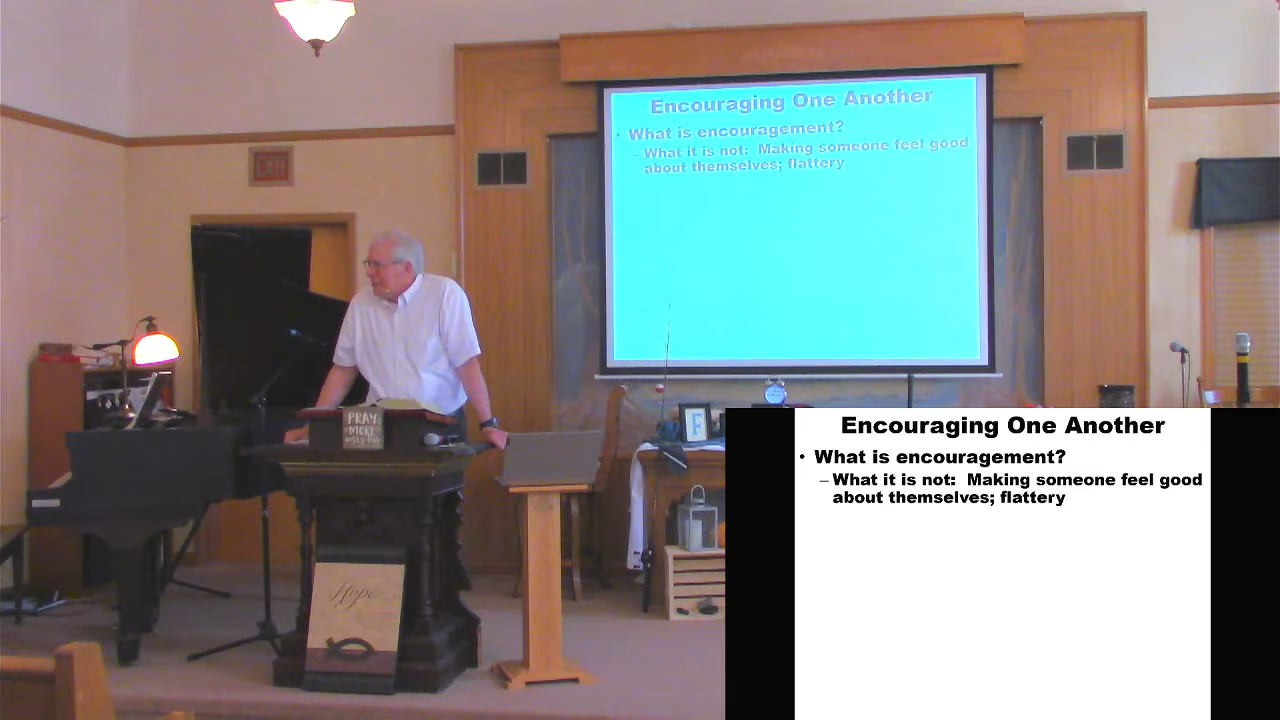 EXIT
Encouraging One Another
• What is encouragement?
– What it is not: Making someone feel good
about themselves; flattery
PRAY
MORE
F
Hope
Encouraging One Another
• What is encouragement?
– What it is not: Making someone feel good
about themselves; flattery